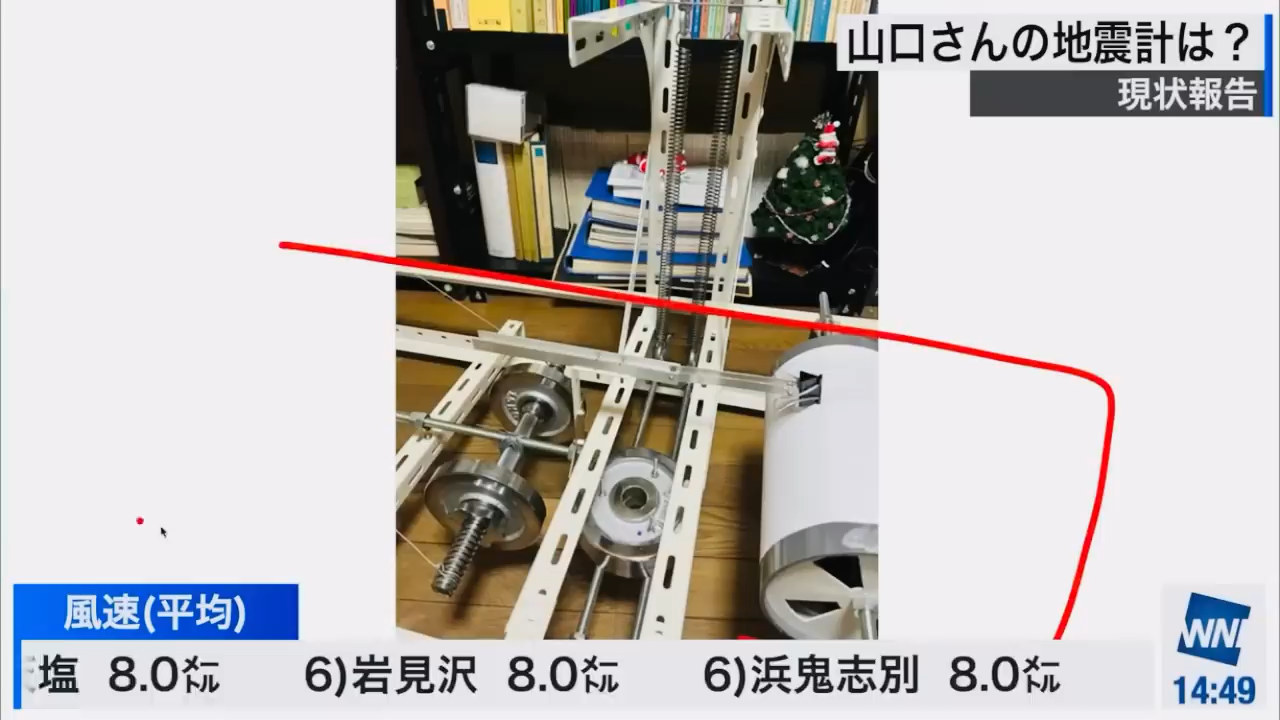 山口さんの地震計は?
現状報告
風速(平均)
塩 8.0メートル 6)岩見沢 8.0メートル 6)浜鬼志別 8.0メートル
WNI
14:49